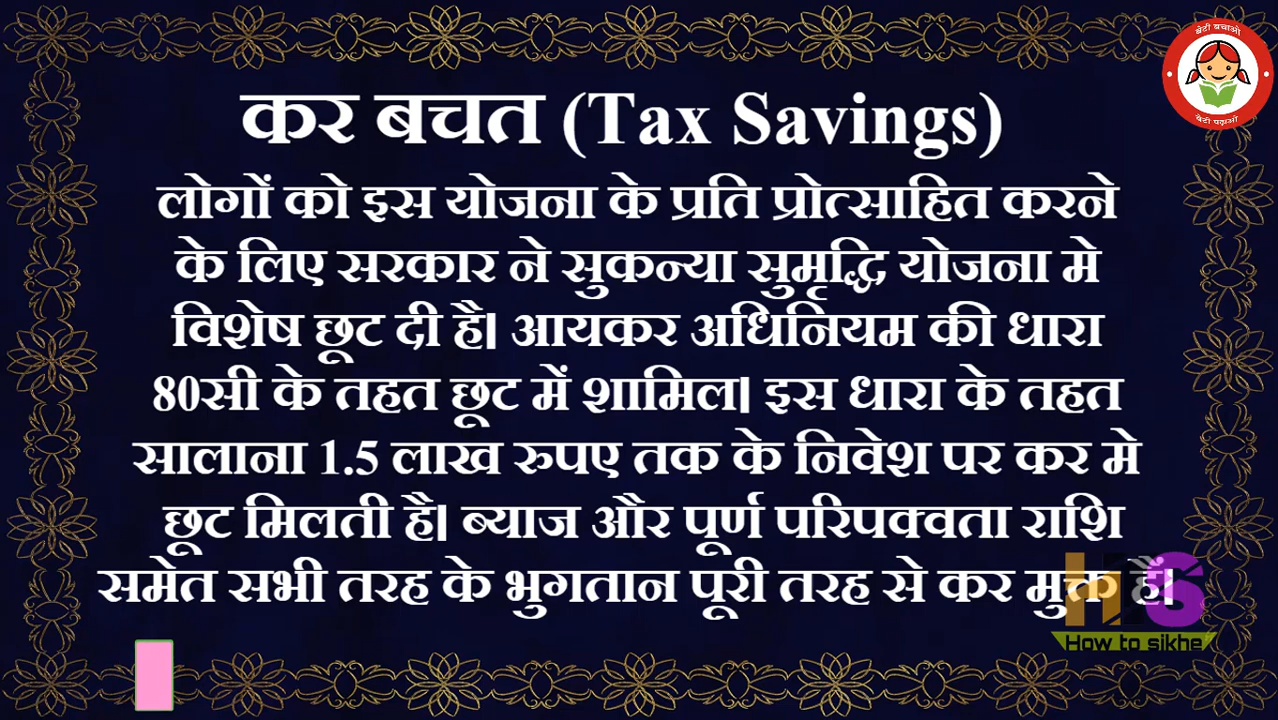 बेटी बचाओ
बेटी पढ़ाओ
कर बचत (Tax Savings)
लोगों को इस योजना के प्रति प्रोत्साहित करने
के लिए सरकार ने सुकन्या सुमृद्धि योजना मे
विशेष छूट दी है। आयकर अधिनियम की धारा
80सी के तहत छूट में शामिल। इस धारा के तहत
सालाना 1.5 लाख रुपए तक के निवेश पर कर मे
छूट मिलती है। ब्याज और पूर्ण परिपक्वता राशि
समेत सभी तरह के भुगतान पूरी तरह से कर मुक्त हैं।
How to sikhe